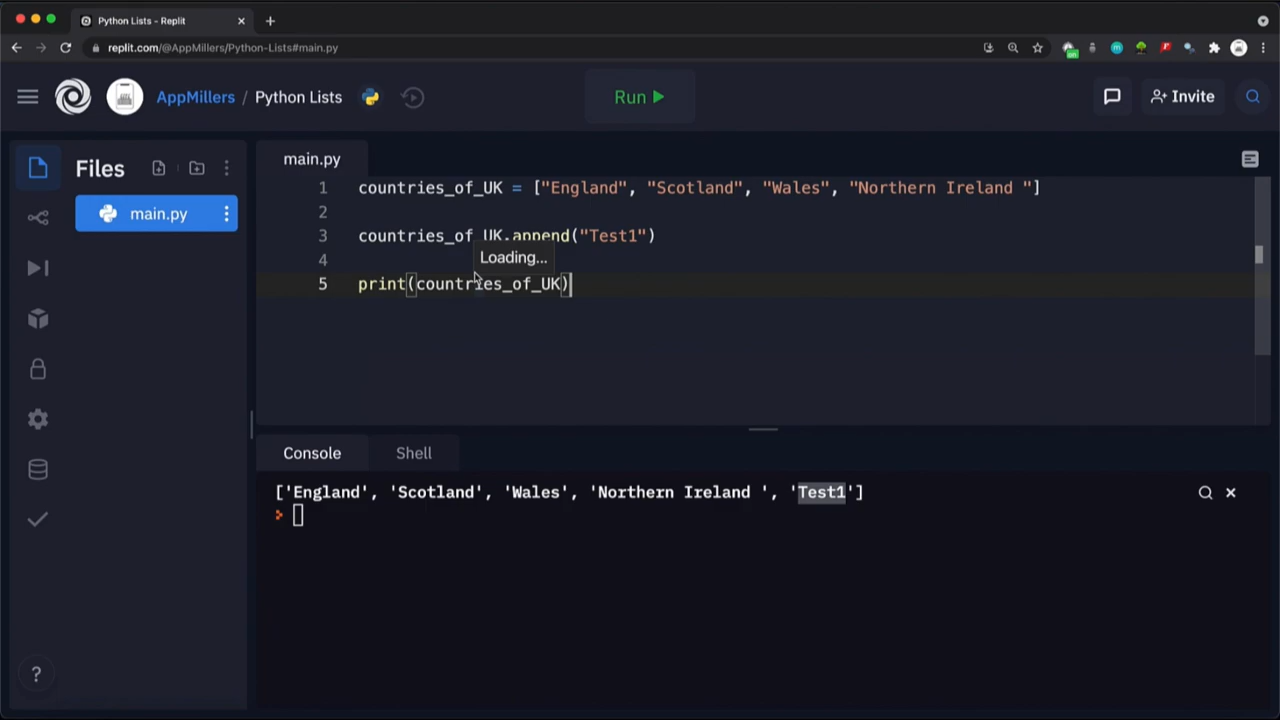 Python Lists - Replit
replit.com/@AppMillers/Python-Lists#main.py
AppMillers / Python Lists
Run
Invite
Files
main.py
main.py
1 countries_of_UK = ["England", "Scotland", "Wales", "Northern Ireland "]
2
3 countries_of_UK.append("Test1")
Loading...
4
5 print(countries_of_UK)
Console
Shell
['England', 'Scotland', 'Wales', 'Northern Ireland ', 'Test1']
>
?